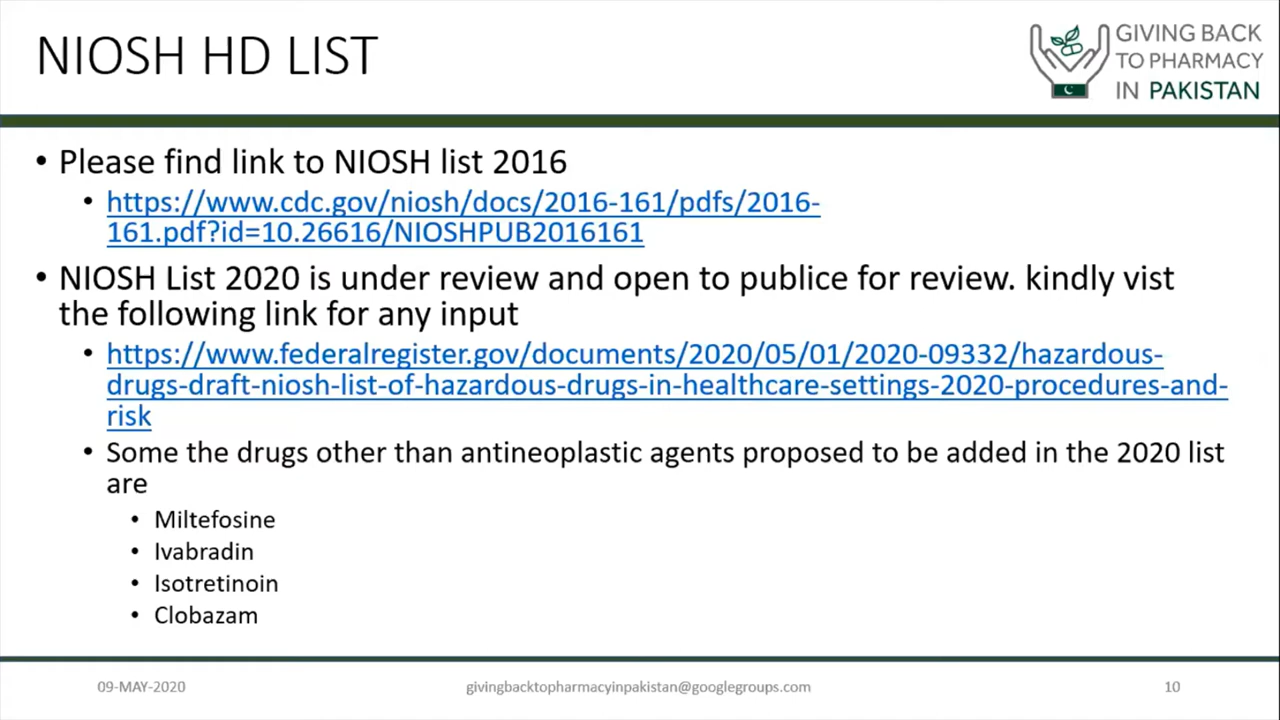 NIOSH HD LIST
GIVING BACK
TO PHARMACY
IN PAKISTAN
• Please find link to NIOSH list 2016
• https://www.cdc.gov/niosh/docs/2016-161/pdfs/2016-
161.pdf?id=10.26616/NIOSHPUB2016161
• NIOSH List 2020 is under review and open to publice for review. kindly vist
the following link for any input
• https://www.federalregister.gov/documents/2020/05/01/2020-09332/hazardous-
drugs-draft-niosh-list-of-hazardous-drugs-in-healthcare-settings-2020-procedures-and-
risk
• Some the drugs other than antineoplastic agents proposed to be added in the 2020 list
are
• Miltefosine
• Ivabradin
• Isotretinoin
• Clobazam
09-MAY-2020
givingbacktopharmacyinpakistan@googlegroups.com
10